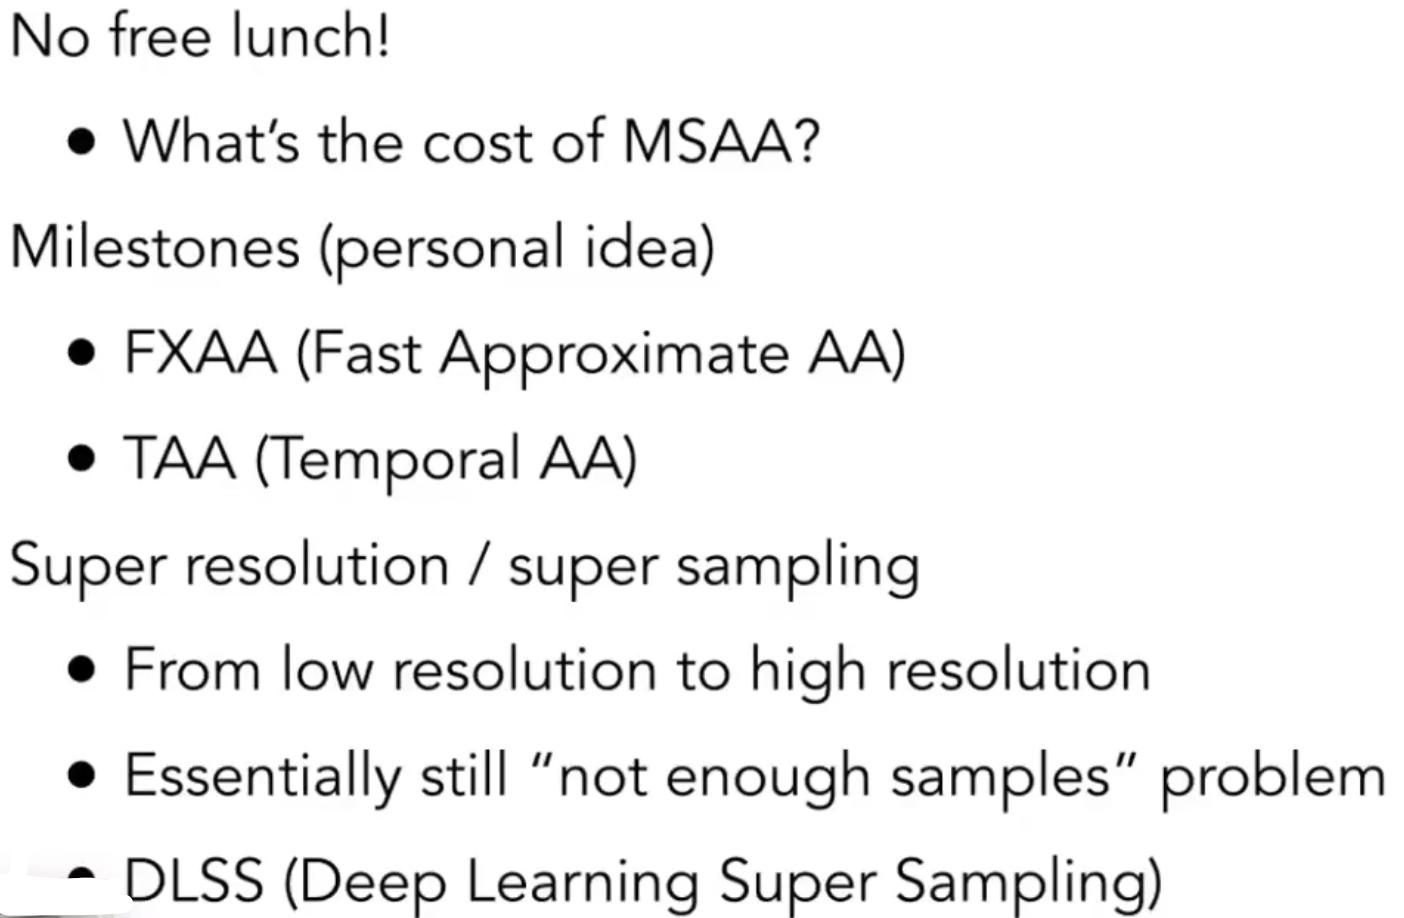 No free lunch!
• What’s the cost of MSAA?
Milestones (personal idea)
• FXAA (Fast Approximate AA)
• TAA (Temporal AA)
Super resolution / super sampling
• From low resolution to high resolution
• Essentially still “not enough samples” problem
• DLSS (Deep Learning Super Sampling)